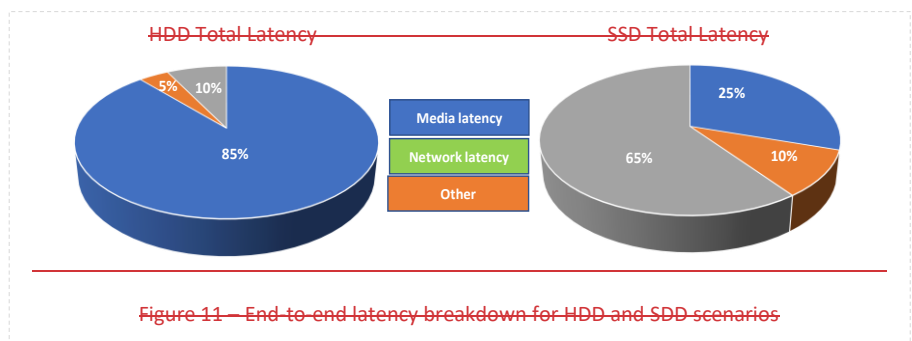 HDD Total Latency
SSD Total Latency
5%
10%
85%
Media latency
Network latency
Other
25%
10%
65%
Figure 11 – End-to-end latency breakdown for HDD and SDD scenarios